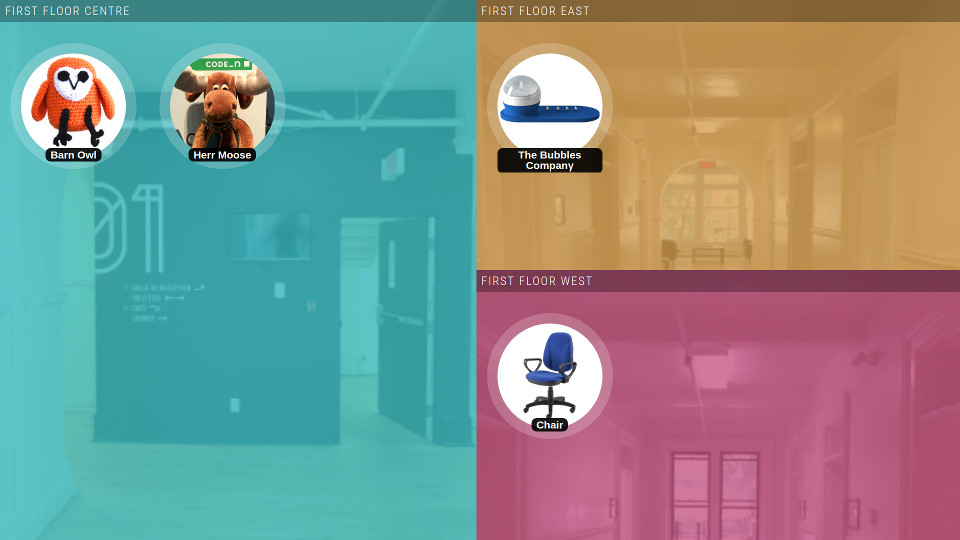 FIRST FLOOR CENTRE
CODE_n
Barn Owl
Herr Moose
01
FIRST FLOOR EAST
The Bubbles
Company
FIRST FLOOR WEST
Chair